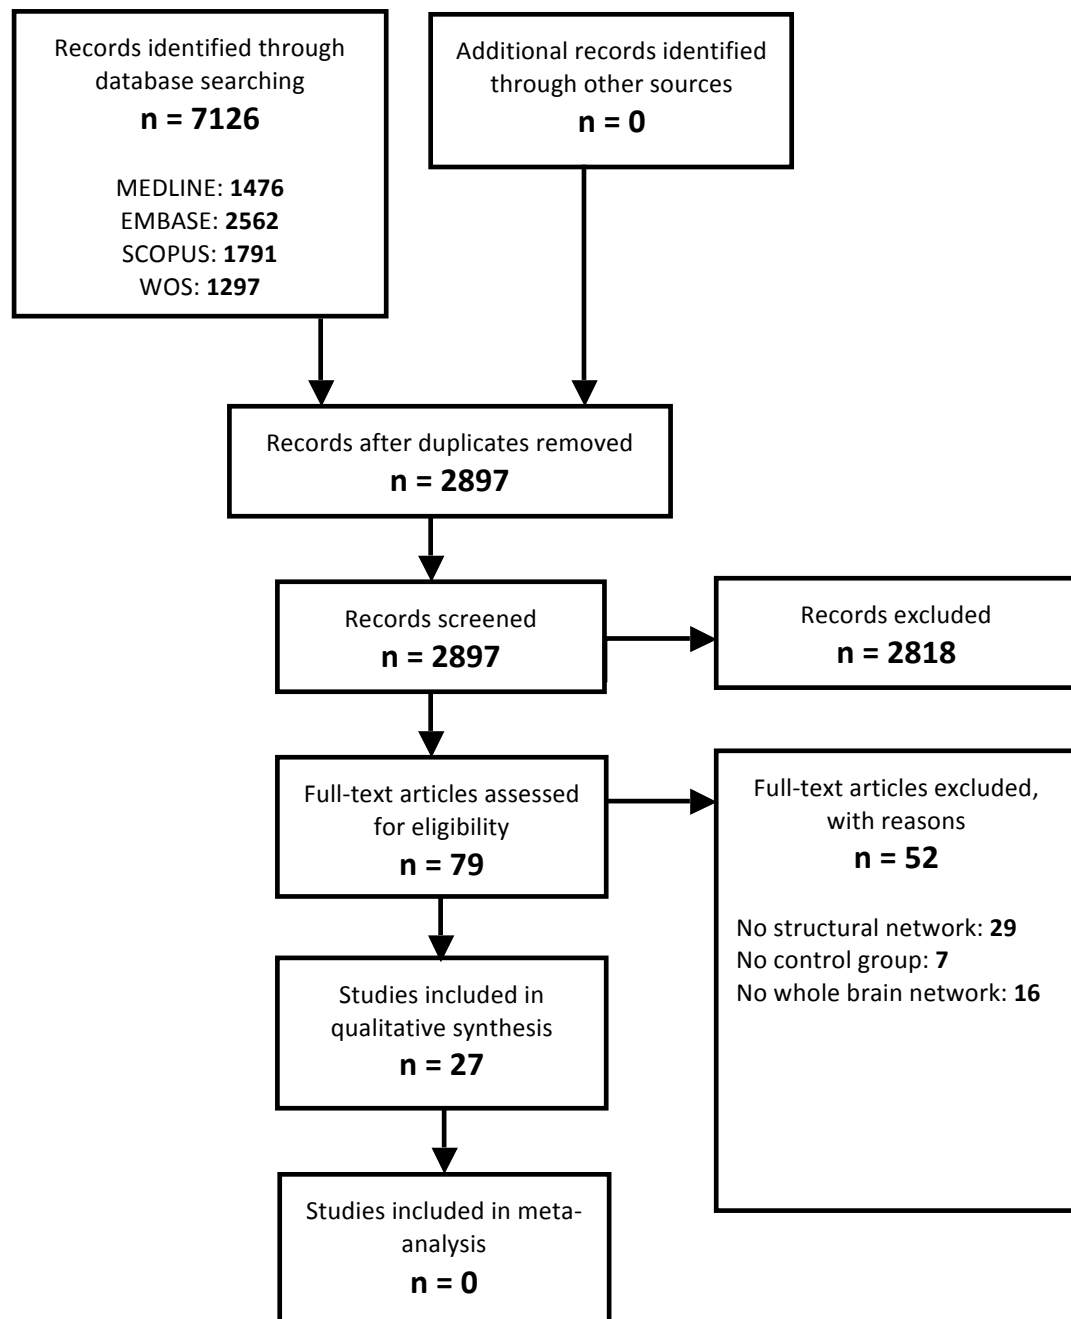 Records identified through
database searching
n = 7126
MEDLINE: 1476
EMBASE: 2562
SCOPUS: 1791
WOS: 1297
Additional records identified
through other sources
n = 0
Records after duplicates removed
n = 2897
Records screened
n = 2897
Records excluded
n = 2818
Full-text articles assessed
for eligibility
n = 79
Full-text articles excluded,
with reasons
n = 52
No structural network: 29
No control group: 7
No whole brain network: 16
Studies included in
qualitative synthesis
n = 27
Studies included in meta-
analysis
n = 0